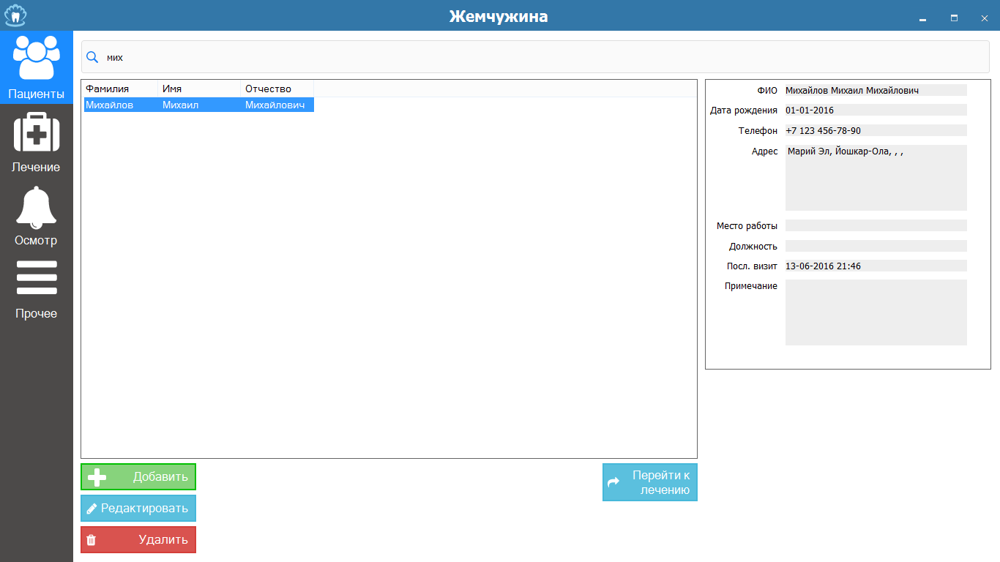 Жемчужина
Пациенты
Лечение
Осмотр
Прочее
мих
Фамилия Имя Отчество
Михайлов Михаил Михайлович
Добавить
Редактировать
Удалить
Перейти к
лечению
ФИО Михайлов Михаил Михайлович
Дата рождения 01-01-2016
Телефон +7 123 456-78-90
Адрес Марий Эл, Йошкар-Ола, , ,
Место работы
Должность
Посл. визит 13-06-2016 21:46
Примечание